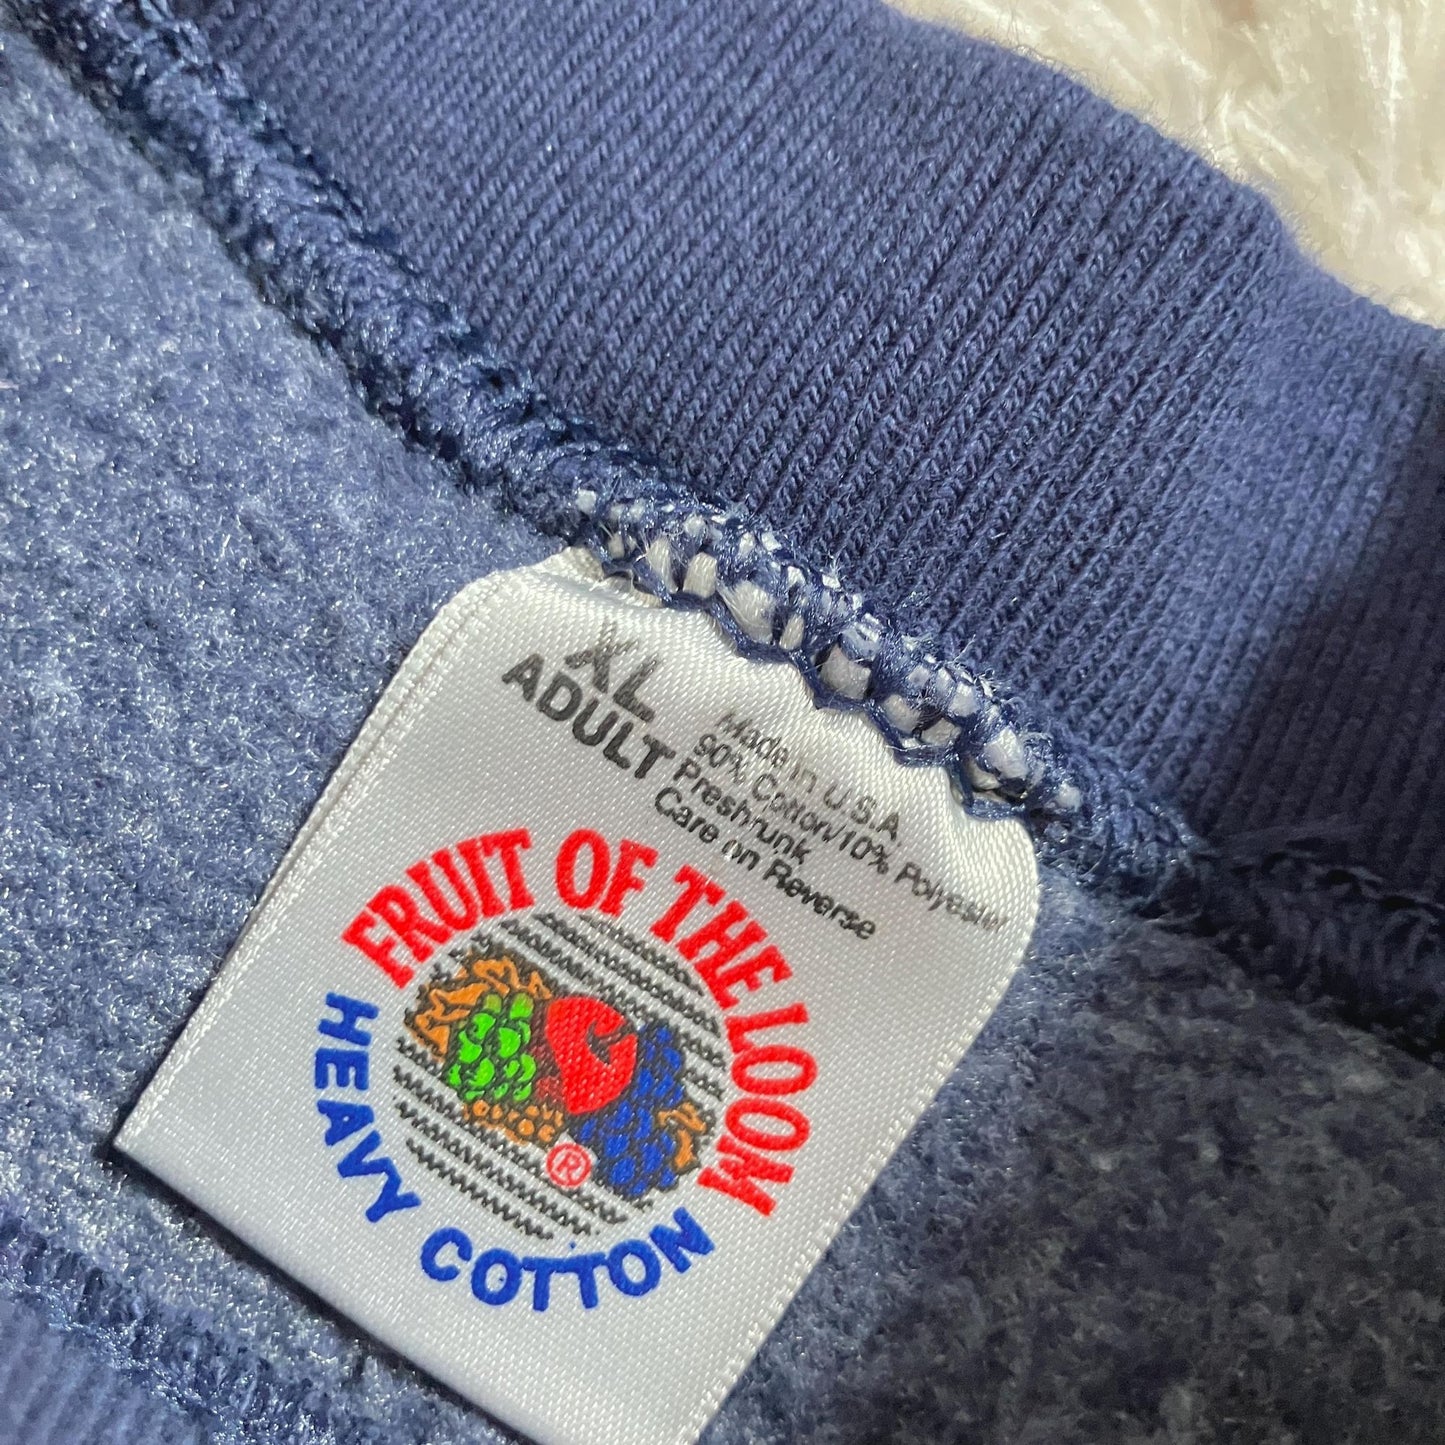 XL
ADULT
Made in U.S.A.
90% Cotton/10% Polyester
Preshrunk
Care on Reverse
FRUIT OF THE LOOM
®
HEAVY COTTON